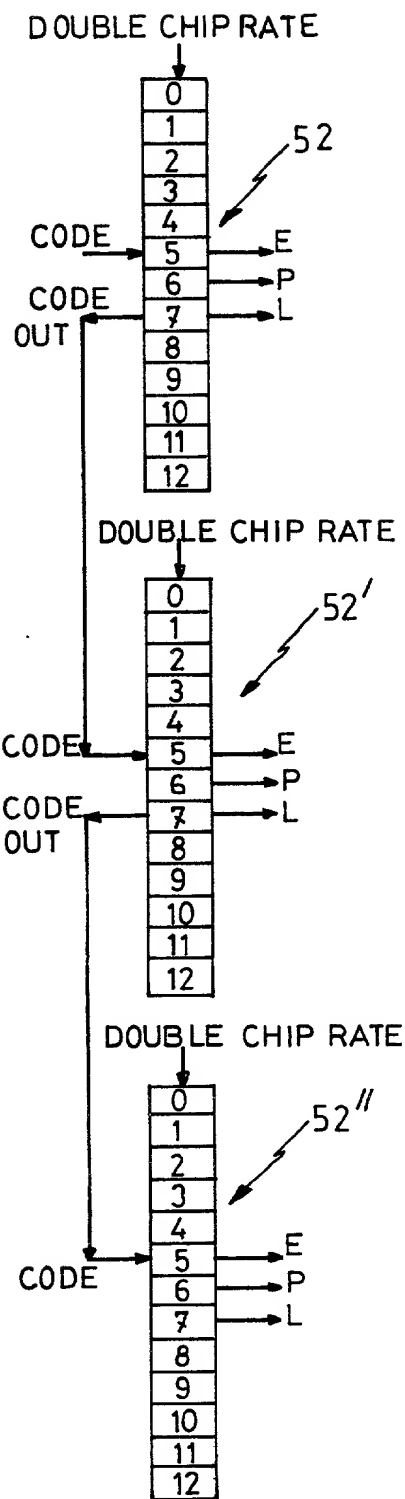 DOUBLE CHIP RATE
0
1
2
52
3
4
CODE 5 E
6 P
CODE 7 L
OUT 8
9
10
11
12
DOUBLE CHIP RATE
0
1
52′
2
3
4
CODE 5 E
6 P
CODE 7 L
OUT 8
9
10
11
12
DOUBLE CHIP RATE
0
1
52″
2
3
4
CODE 5 E
6 P
7 L
8
9
10
11
12